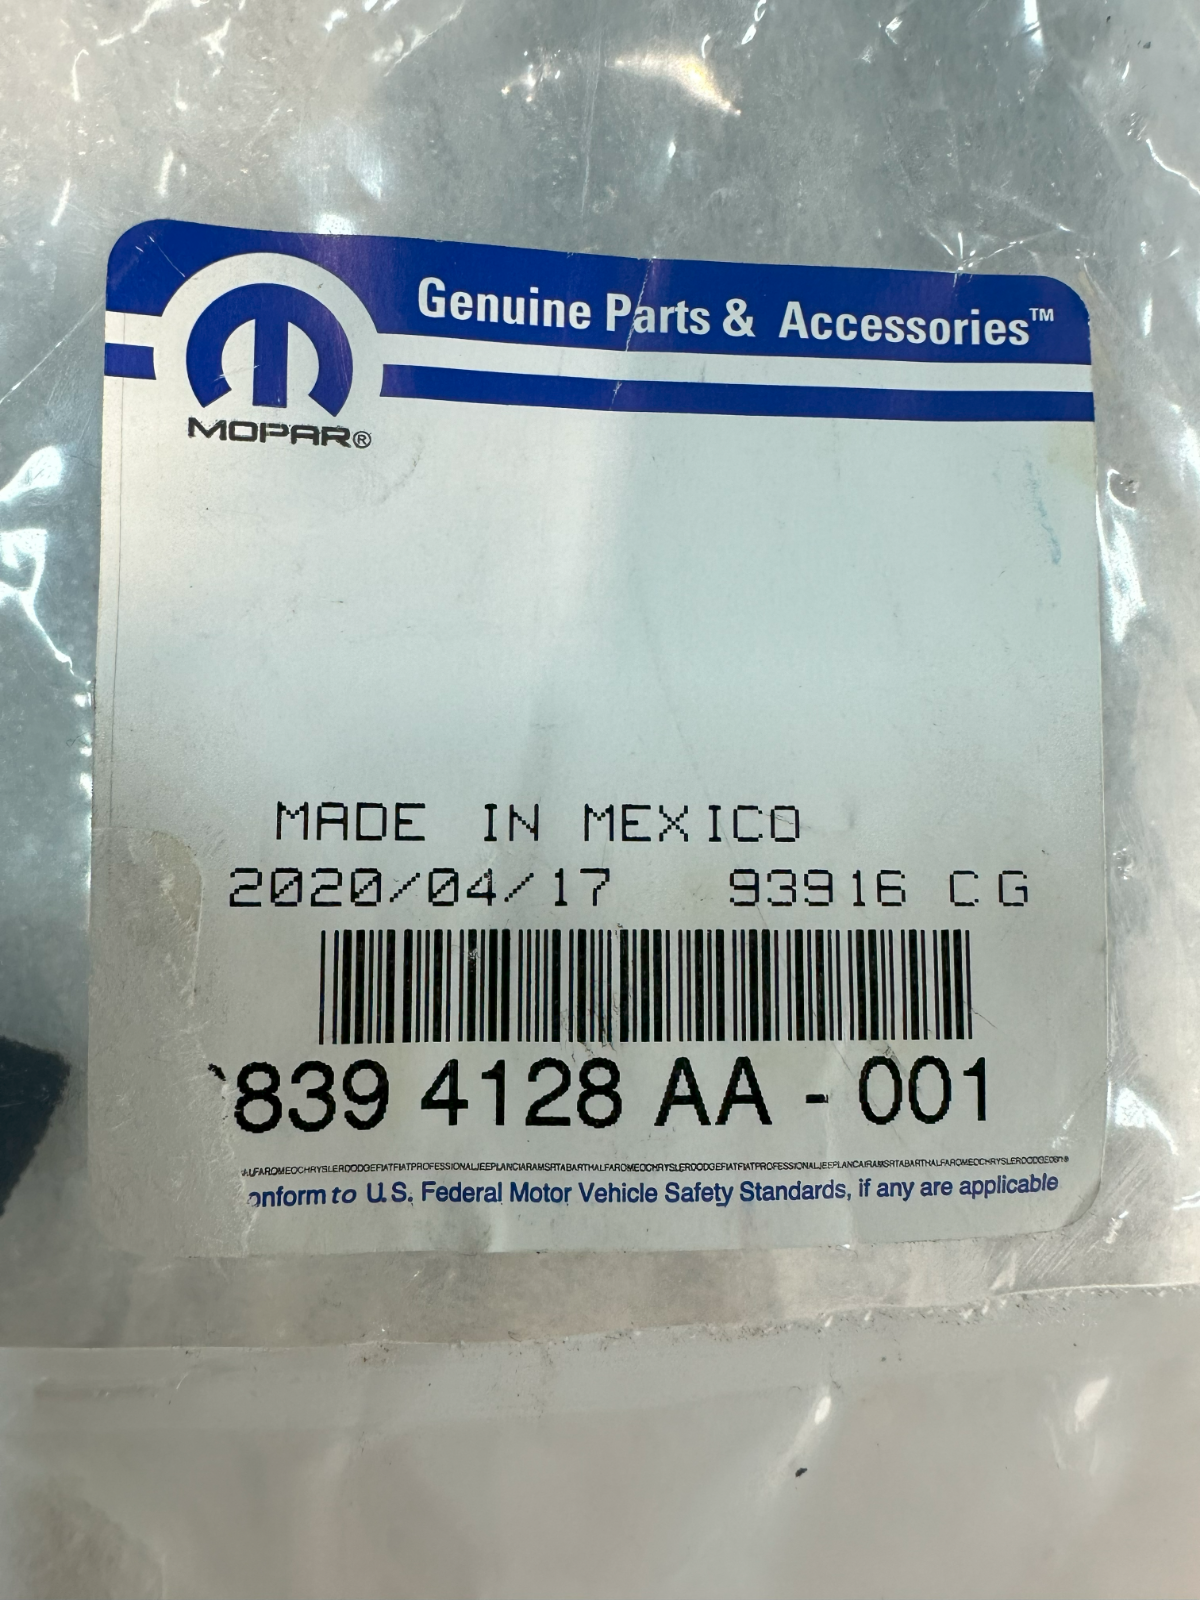 Genuine Parts & Accessories™
MOPAR®
MADE IN MEXICO
2020/04/17 93916 CG
839 4128 AA - 001
to U.S. Federal Motor Vehicle Safety Standards, if any are applicable